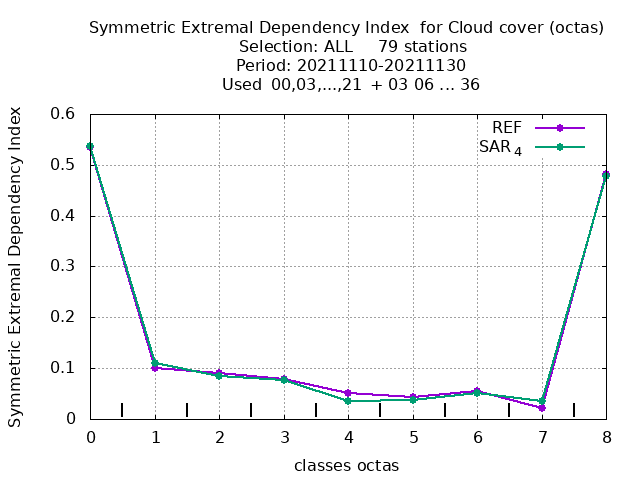 Symmetric Extremal Dependency Index  for Cloud cover (octas)
Selection: ALL     79 stations
Period: 20211110-20211130
Used  00,03,...,21  + 03 06 ... 36
Symmetric Extremal Dependency Index
REF
SAR 4
0.6
0.5
0.4
0.3
0.2
0.1
0
0 1 2 3 4 5 6 7 8
classes octas